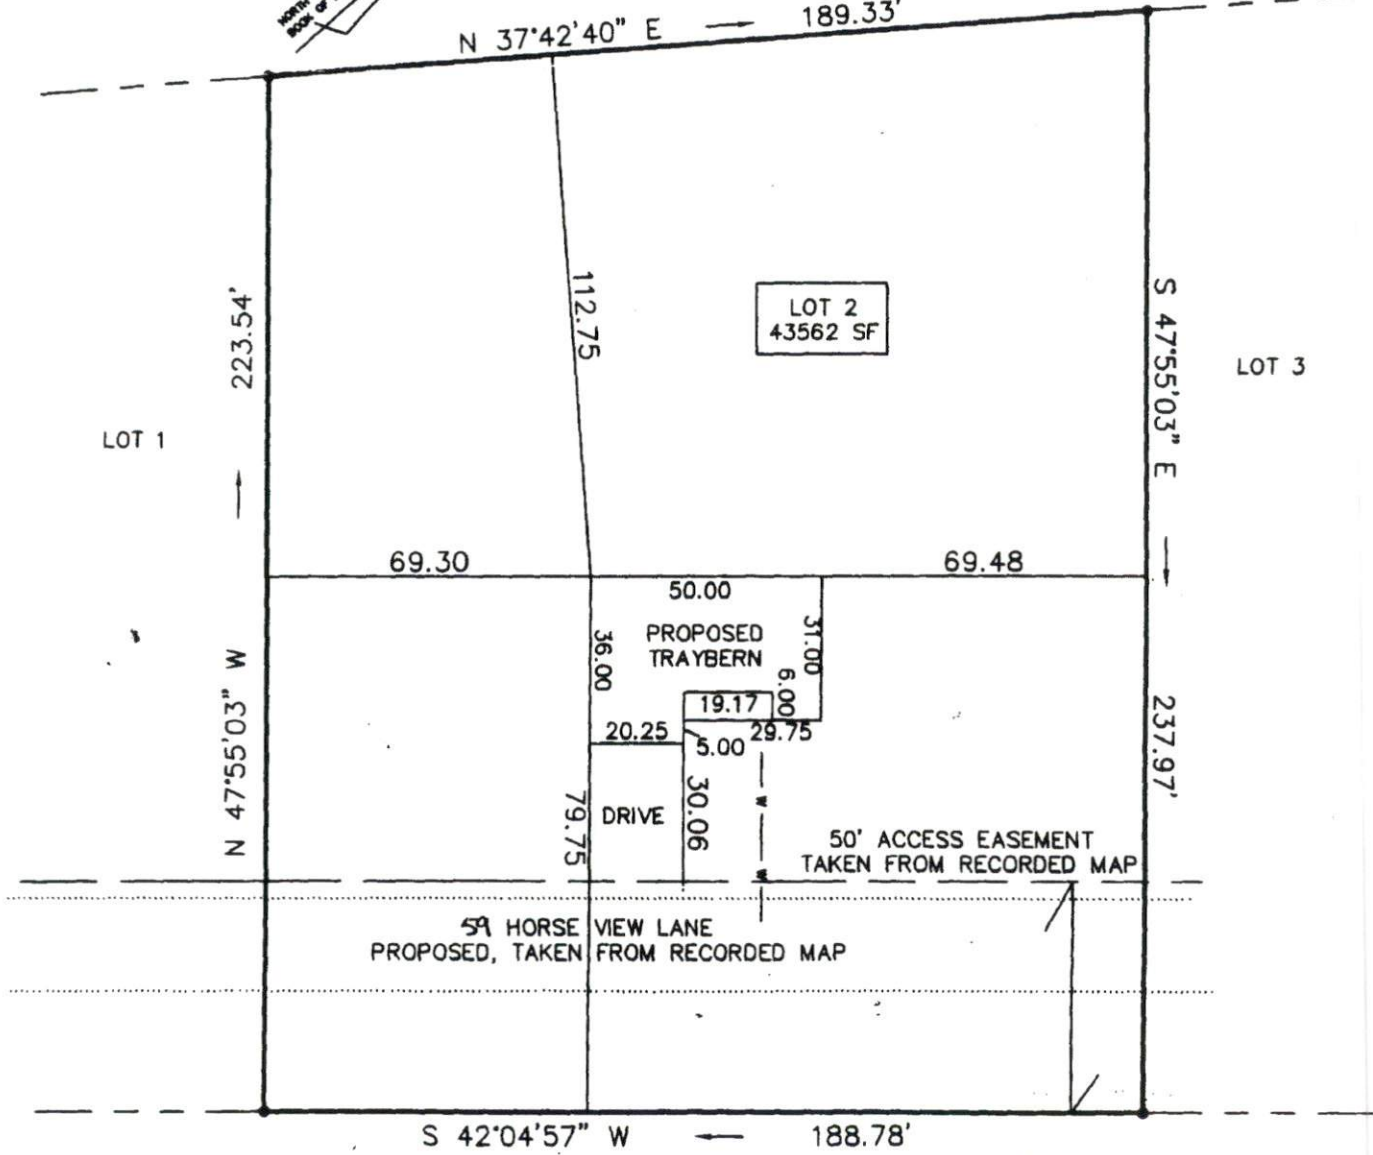 NORTH
BOOK OF
N 37°42'40" E
189.33'
112.75
LOT 2
43562 SF
223.54'
S 47°55'03" E
LOT 3
LOT 1
69.30
69.48
50.00
36.00
PROPOSED
TRAYBERN
31.00
6.00
19.17
20.25
29.75
5.00
N 47°55'03" W
237.97'
79.75
DRIVE
30.06
W
W
50' ACCESS EASEMENT
TAKEN FROM RECORDED MAP
59 HORSE VIEW LANE
PROPOSED, TAKEN FROM RECORDED MAP
S 42°04'57" W
188.78'